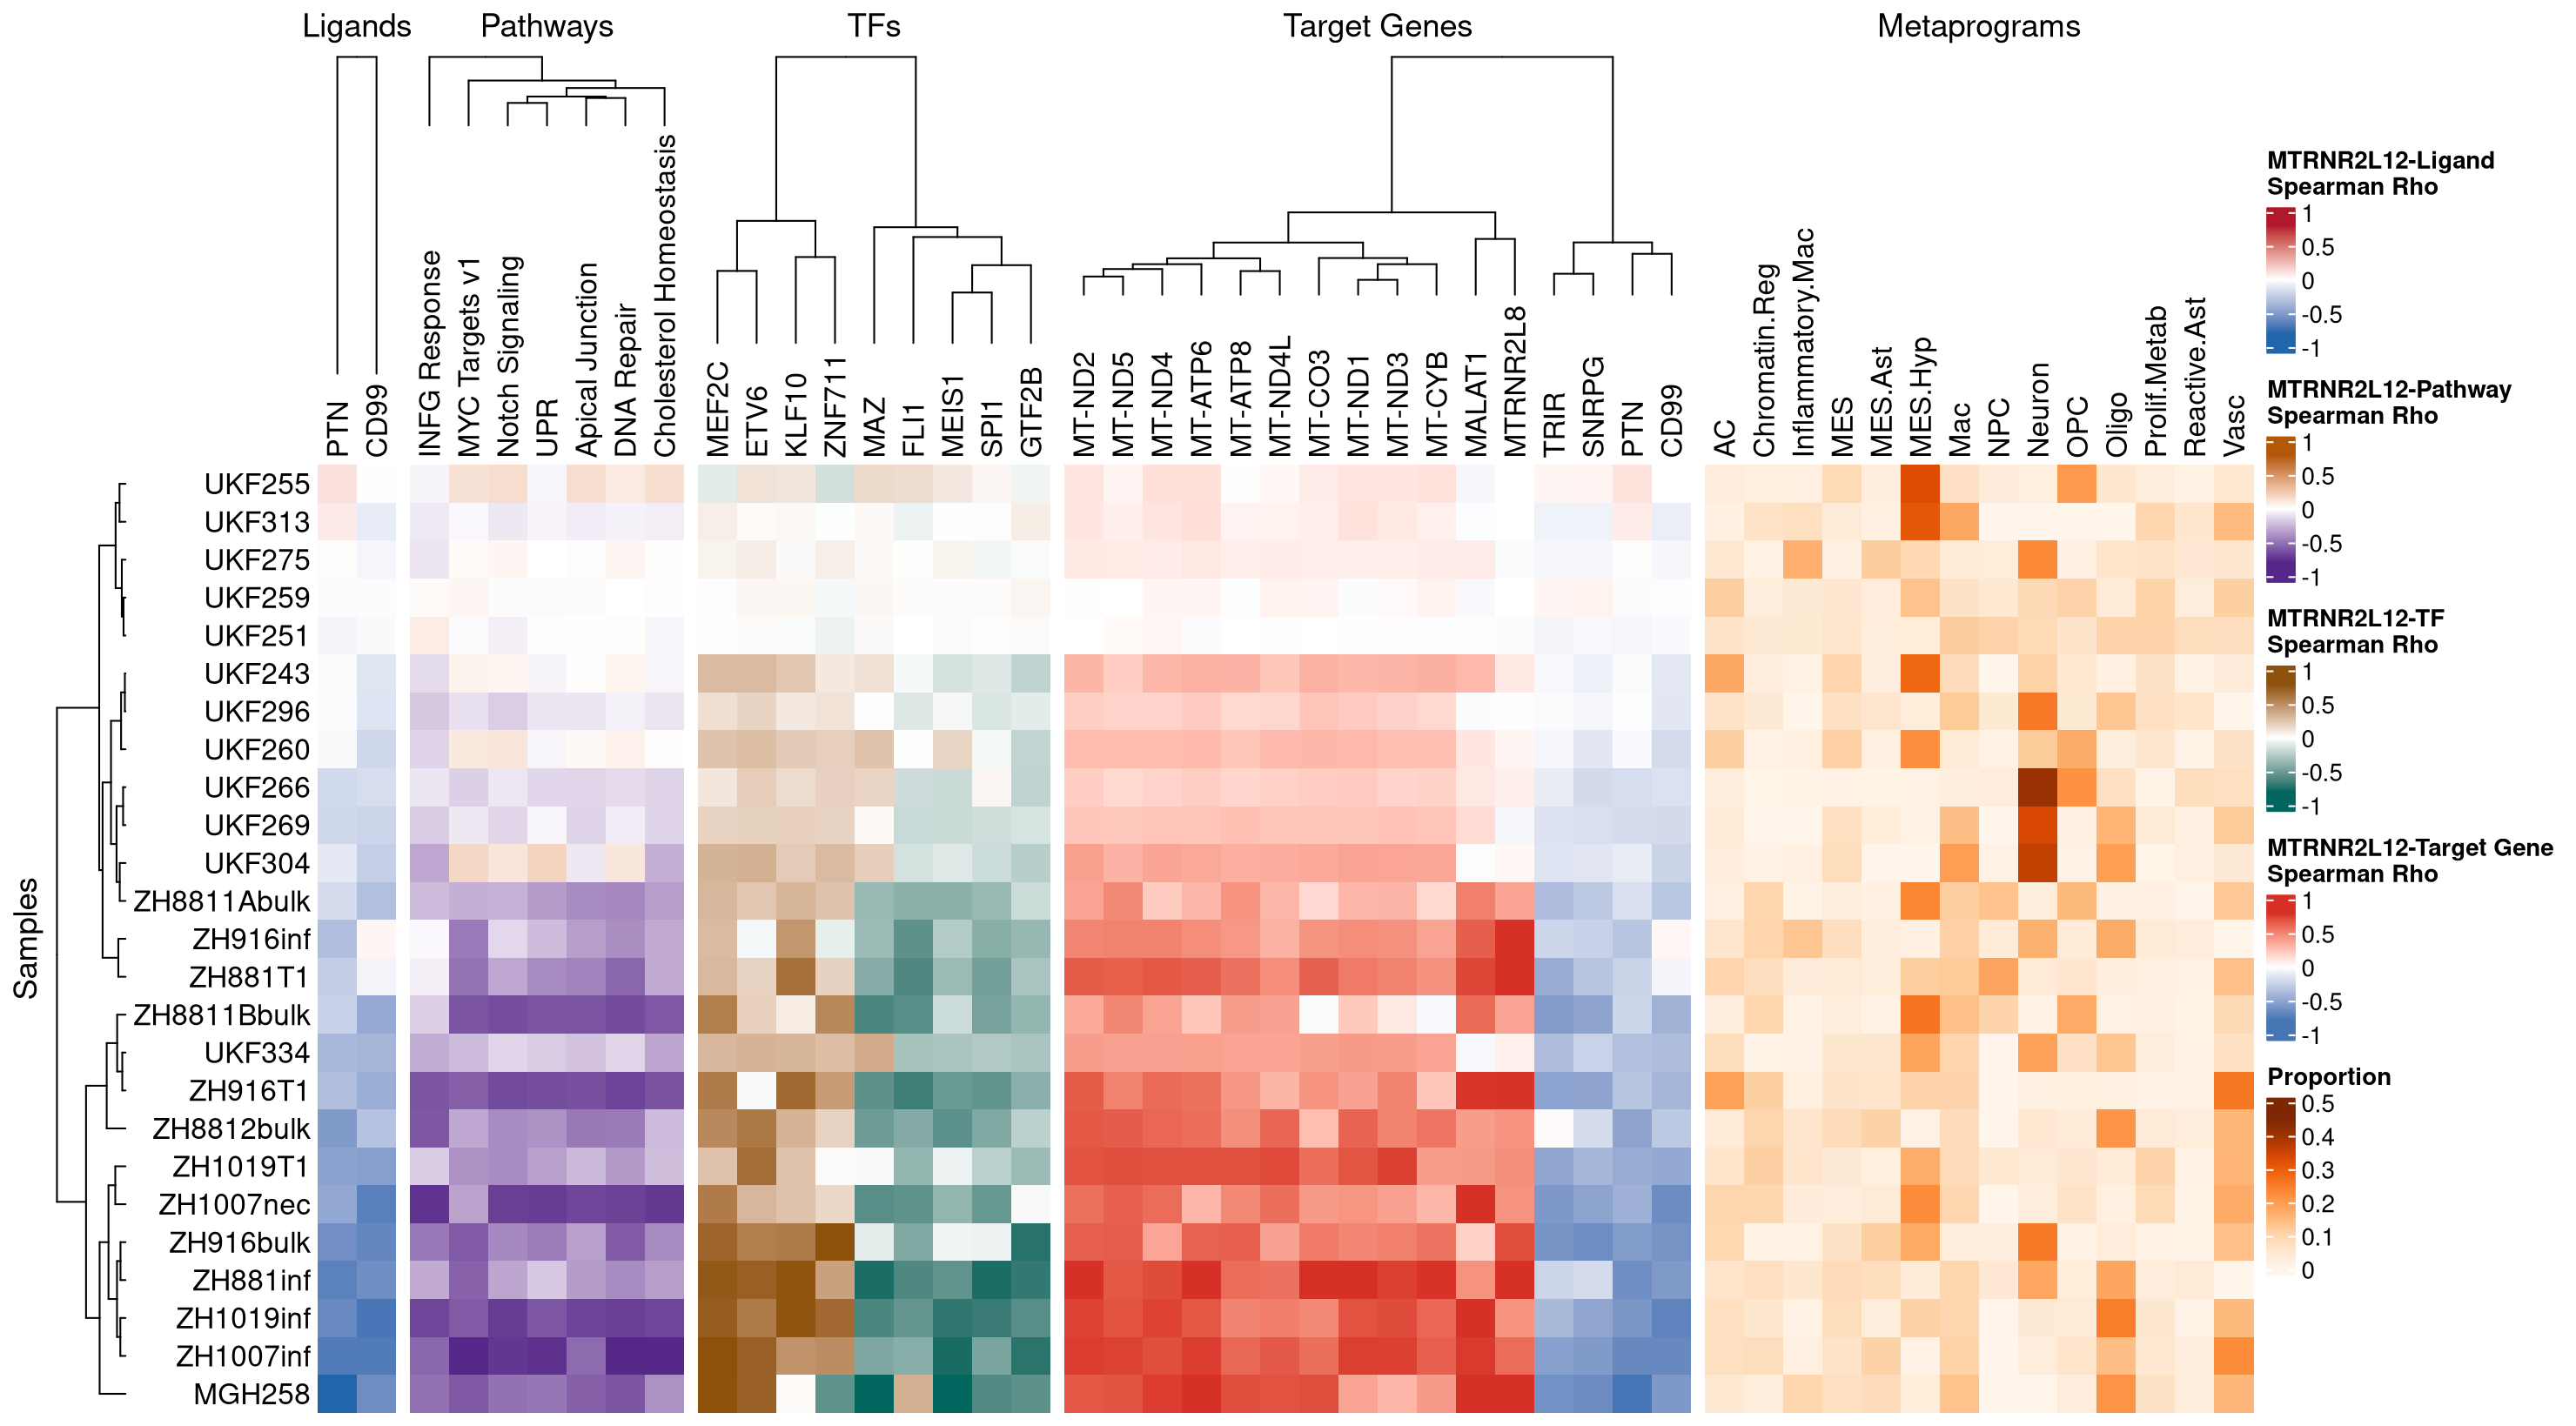 Ligands
Pathways
TFs
Target Genes
Metaprograms
PTN
CD99
INFG Response
MYC Targets v1
Notch Signaling
UPR
Apical Junction
DNA Repair
Cholesterol Homeostasis
MEF2C
ETV6
KLF10
ZNF711
MAZ
FLI1
MEIS1
SPI1
GTF2B
MT-ND2
MT-ND5
MT-ND4
MT-ATP6
MT-ATP8
MT-ND4L
MT-CO3
MT-ND1
MT-ND3
MT-CYB
MALAT1
MTRNR2L8
TRIR
SNRPG
PTN
CD99
AC
Chromatin.Reg
Inflammatory.Mac
MES
MES.Ast
MES.Hyp
Mac
NPC
Neuron
OPC
Oligo
Prolif.Metab
Reactive.Ast
Vasc
Samples
UKF255
UKF313
UKF275
UKF259
UKF251
UKF243
UKF296
UKF260
UKF266
UKF269
UKF304
ZH8811Abulk
ZH916inf
ZH881T1
ZH8811Bbulk
UKF334
ZH916T1
ZH8812bulk
ZH1019T1
ZH1007nec
ZH916bulk
ZH881inf
ZH1019inf
ZH1007inf
MGH258
MTRNR2L12-Ligand
Spearman Rho
1
0.5
0
-0.5
-1
MTRNR2L12-Pathway
Spearman Rho
1
0.5
0
-0.5
-1
MTRNR2L12-TF
Spearman Rho
1
0.5
0
-0.5
-1
MTRNR2L12-Target Gene
Spearman Rho
1
0.5
0
-0.5
-1
Proportion
0.5
0.4
0.3
0.2
0.1
0